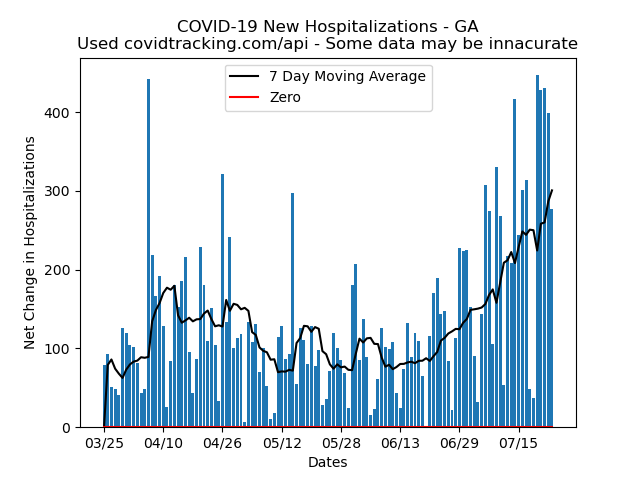 COVID-19 New Hospitalizations - GA
Used covidtracking.com/api - Some data may be innacurate
7 Day Moving Average
Zero
Net Change in Hospitalizations
400
300
200
100
0
03/25 04/10 04/26 05/12 05/28 06/13 06/29 07/15
Dates